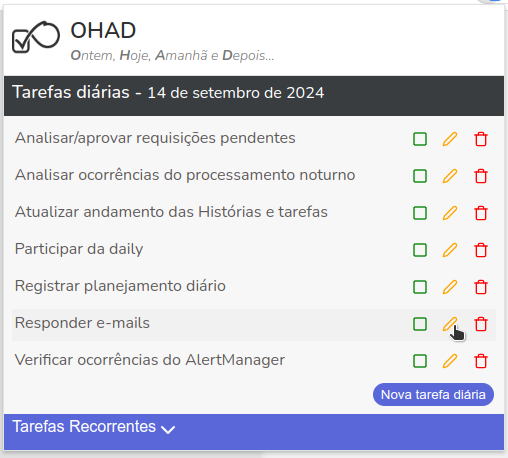 OHAD
Ontem, Hoje, Amanhã e Depois...
Tarefas diárias - 14 de setembro de 2024
Analisar/aprovar requisições pendentes
Analisar ocorrências do processamento noturno
Atualizar andamento das Histórias e tarefas
Participar da daily
Registrar planejamento diário
Responder e-mails
Verificar ocorrências do AlertManager
Nova tarefa diária
Tarefas Recorrentes